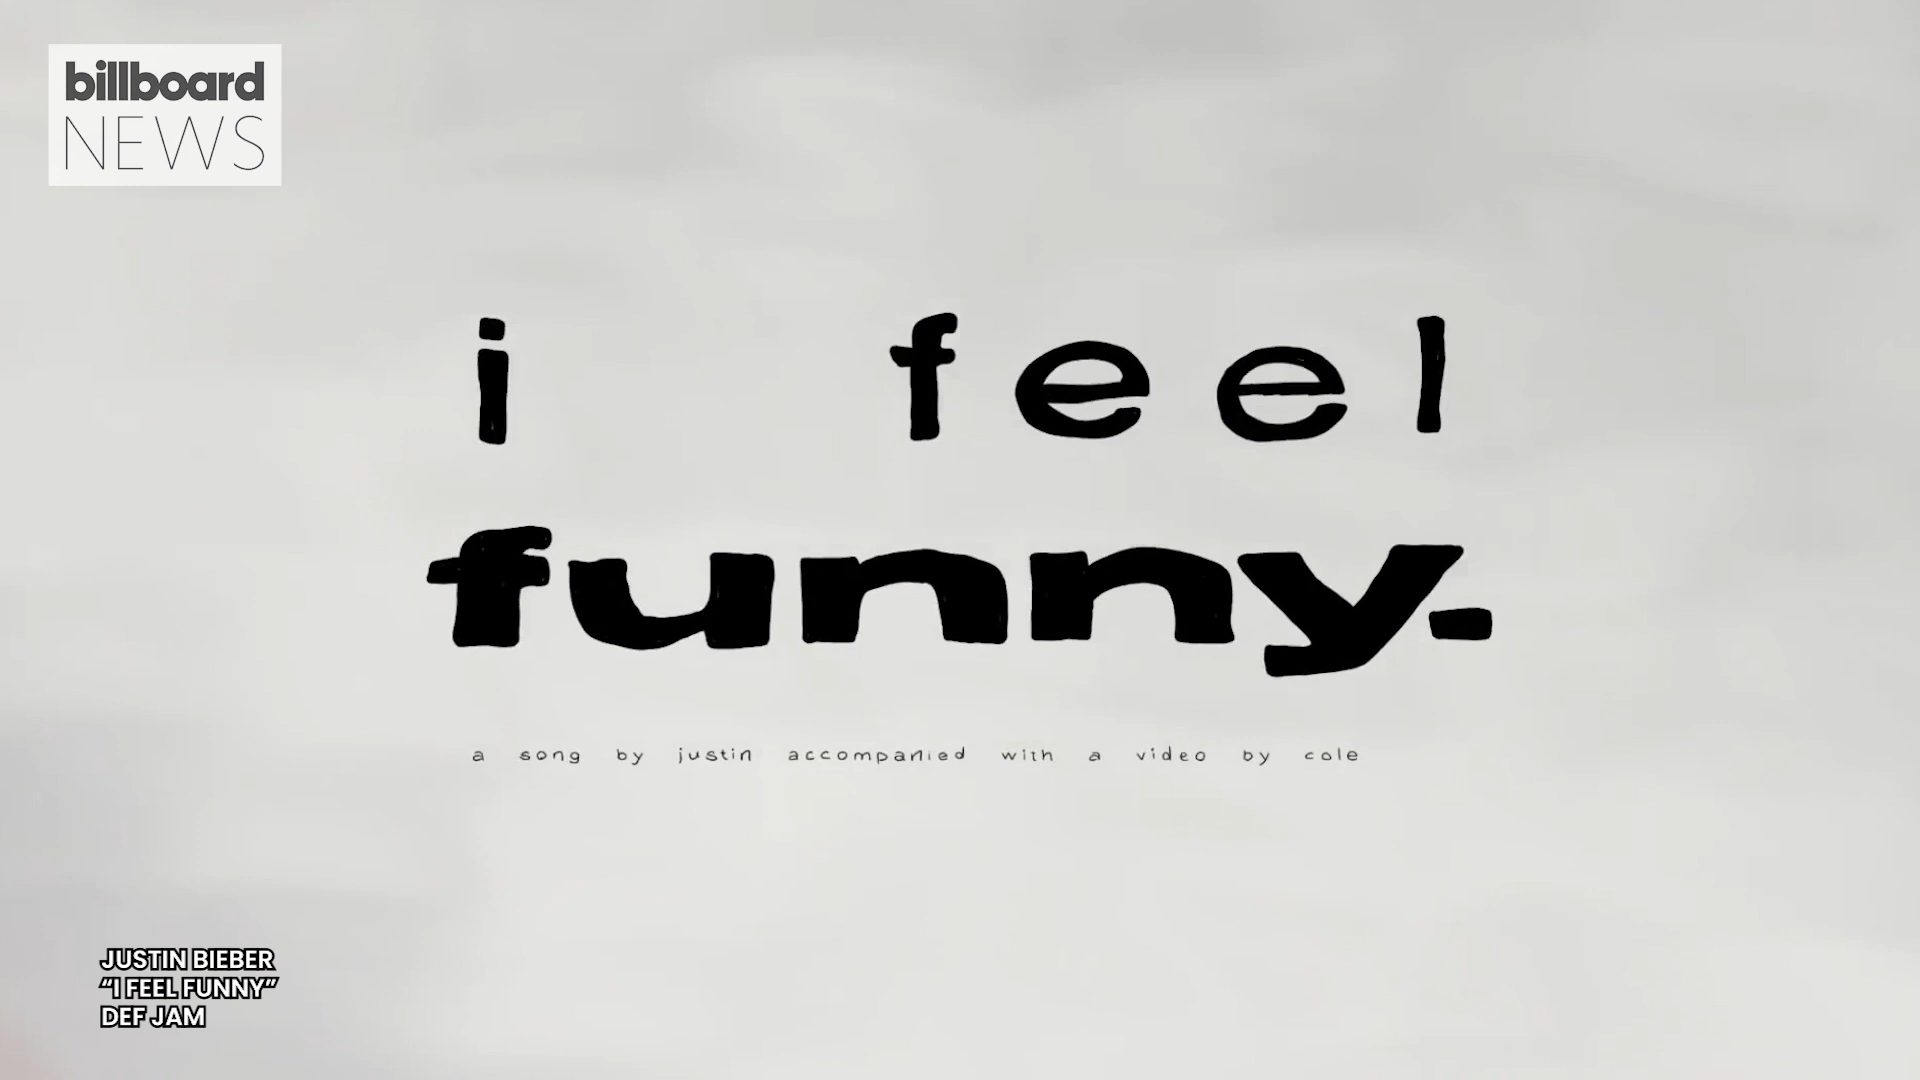 billboard
NEWS
i feel
funny.
a song by justin accompanied with a video by cole
JUSTIN BIEBER
“I FEEL FUNNY”
DEF JAM